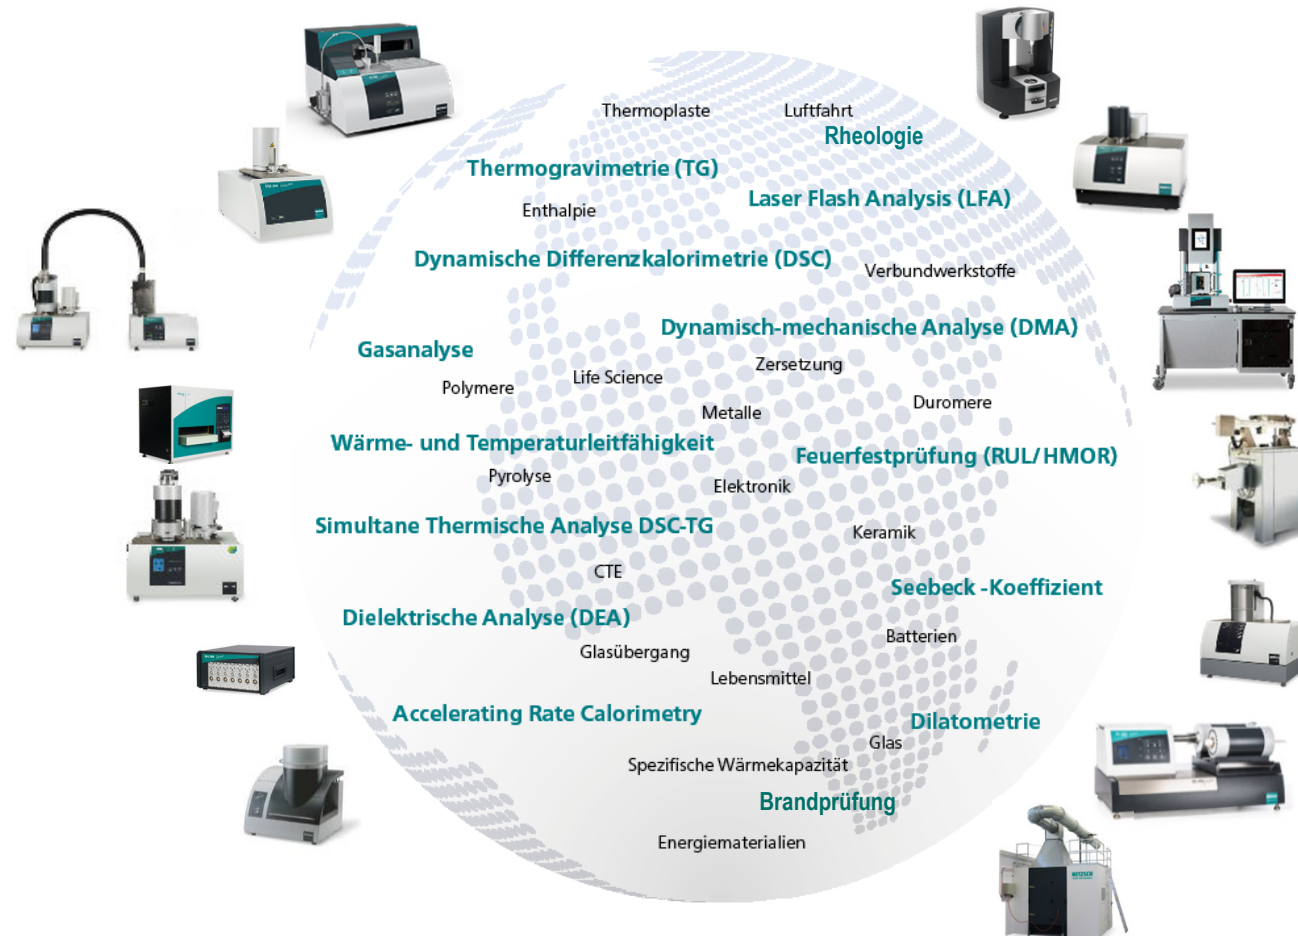 Thermoplaste
Luftfahrt
Rheologie
Thermogravimetrie (TG)
Laser Flash Analysis (LFA)
Enthalpie
Dynamische Differenzkalorimetrie (DSC)
Verbundwerkstoffe
Dynamisch-mechanische Analyse (DMA)
Gasanalyse
Zersetzung
Life Science
Polymere
Duromere
Metalle
Wärme- und Temperaturleitfähigkeit
Feuerfestprüfung (RUL/HMOR)
Pyrolyse
Elektronik
Simultane Thermische Analyse DSC-TG
Keramik
CTE
Seebeck -Koeffizient
Dielektrische Analyse (DEA)
Batterien
Glasübergang
Lebensmittel
Accelerating Rate Calorimetry
Dilatometrie
Glas
Spezifische Wärmekapazität
Brandprüfung
Energiematerialien
NETZSCH